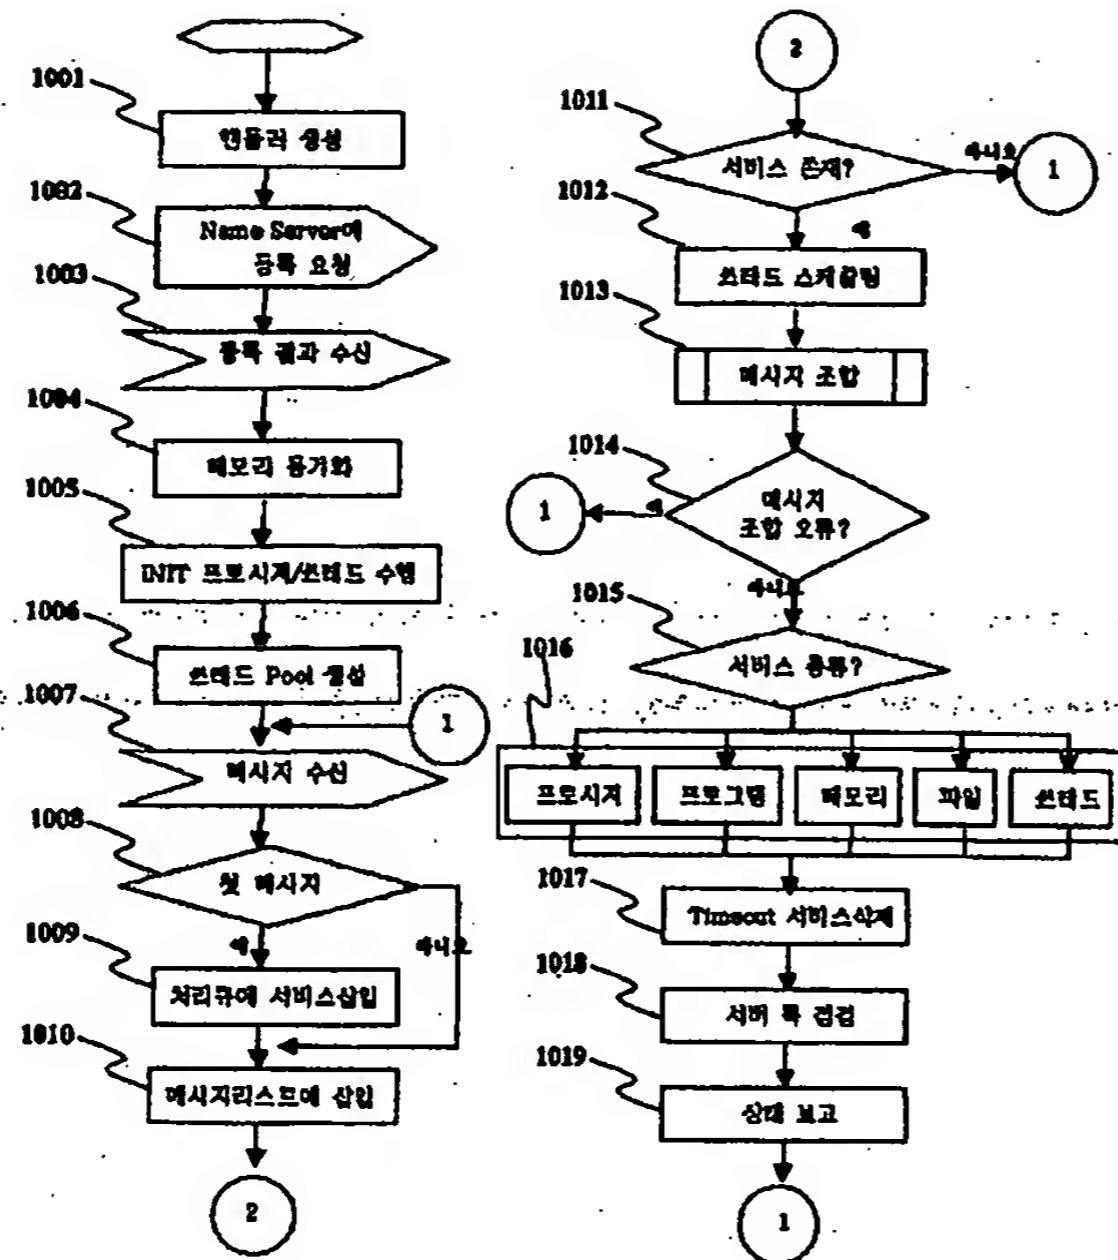 1001
핸들러 생성
1002
Name Server에
등록 요청
1003
등록 결과 수신
1004
메모리 동기화
1005
INIT 프로시저/쓰레드 수행
1006
쓰레드 Pool 생성
1007
1
메시지 수신
1008
첫 메시지
예
아니오
1009
처리큐에 서비스삽입
1010
메시지리스트에 삽입
2
2
1011
서비스 존재?
아니오
1
1012
예
쓰레드 스케쥴링
1013
메시지 조합
1014
메시지
조합 오류?
예
1
아니오
1015
서비스 종류?
1016
프로시저
프로그램
메모리
파일
쓰레드
1017
Timeout 서비스삭제
1018
서버 록 점검
1019
상태 보고
1